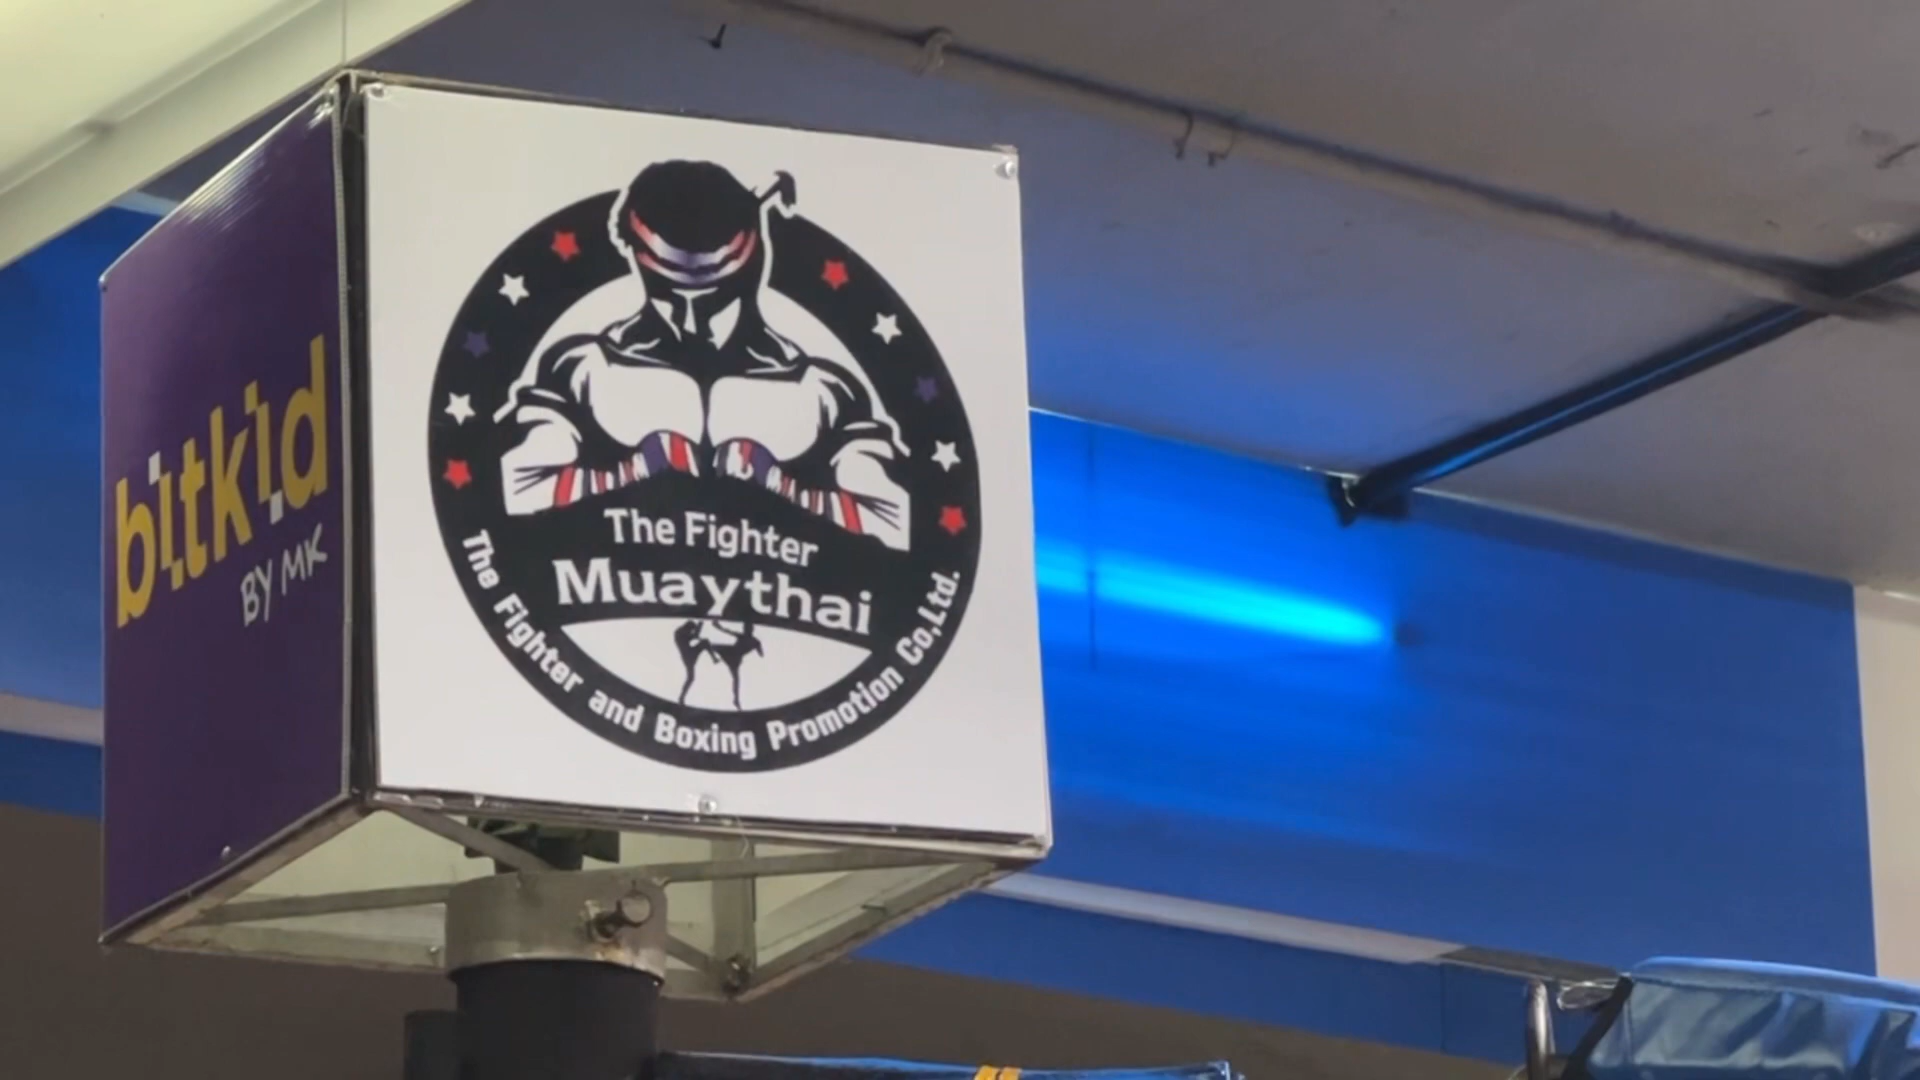 bitkid
BY MK
The Fighter
Muaythai
The Fighter and Boxing Promotion Co,Ltd.